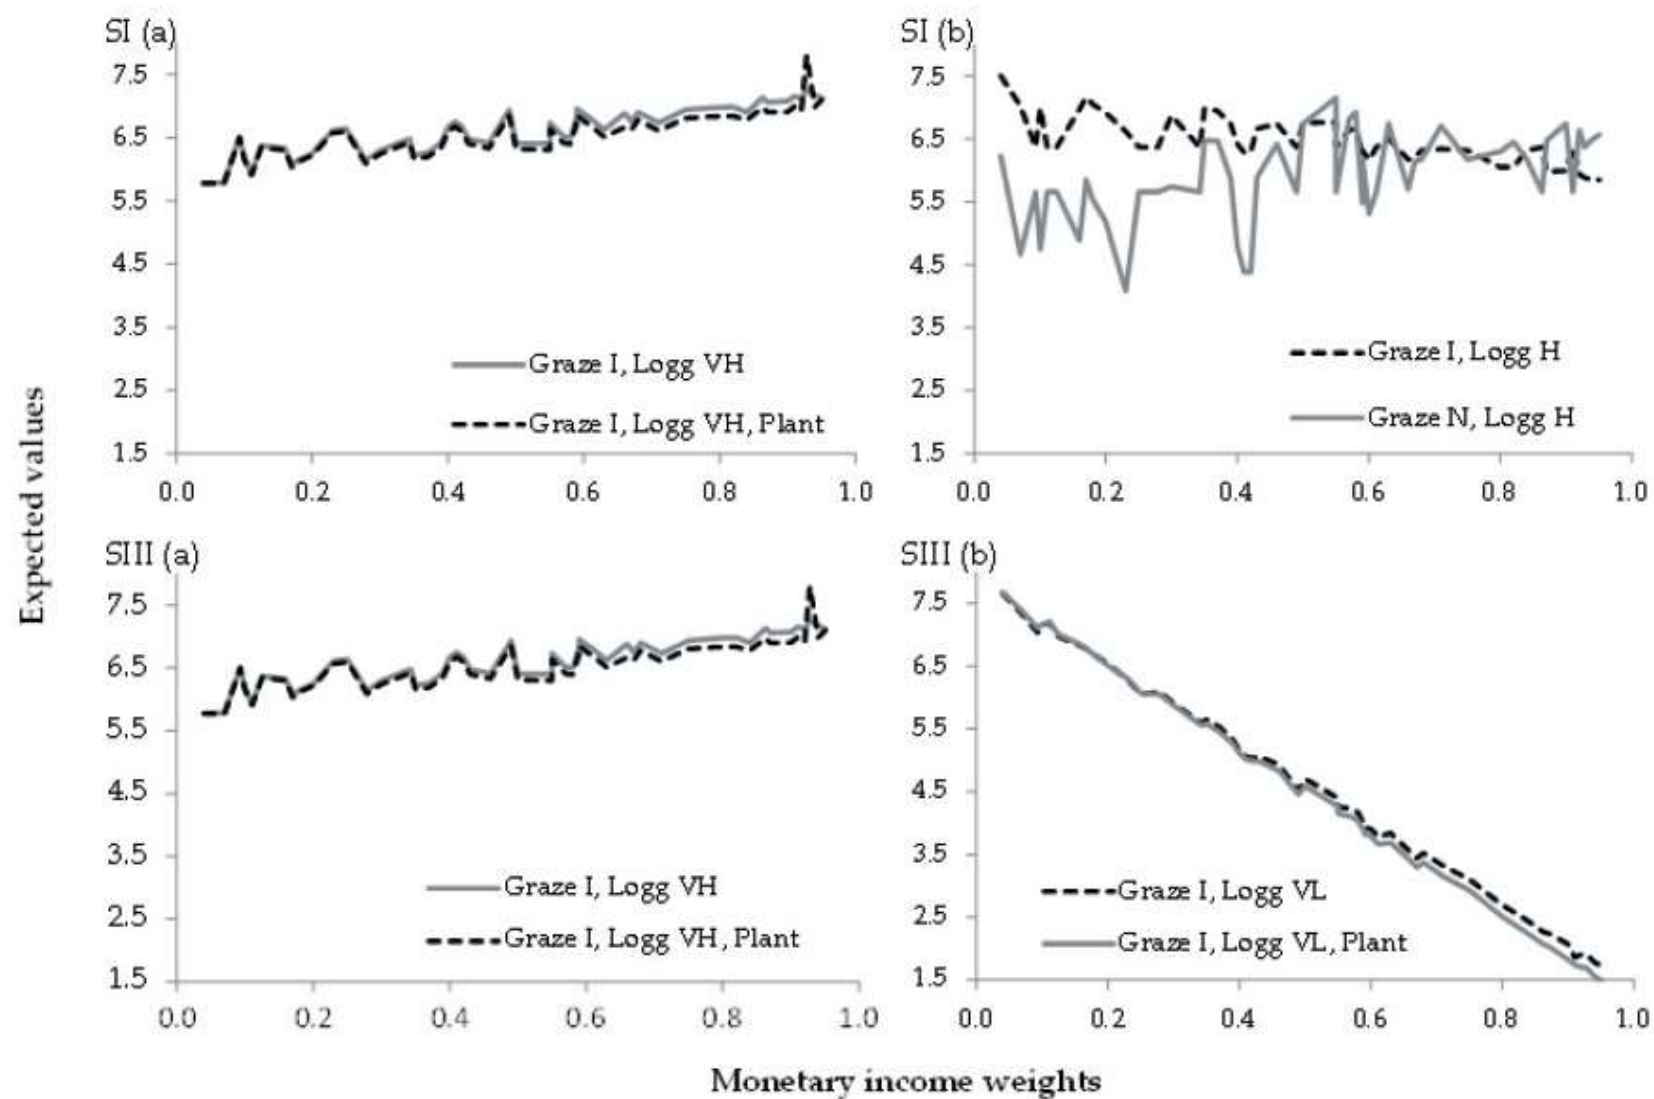 SI (a)
7.5
6.5
5.5
4.5
3.5
2.5
1.5
0.0 0.2 0.4 0.6 0.8 1.0
Graze I, Logg VH
Graze I, Logg VH, Plant
SI (b)
7.5
6.5
5.5
4.5
3.5
2.5
1.5
0.0 0.2 0.4 0.6 0.8 1.0
Graze I, Logg H
Graze N, Logg H
Expected values
SIII (a)
7.5
6.5
5.5
4.5
3.5
2.5
1.5
0.0 0.2 0.4 0.6 0.8 1.0
Graze I, Logg VH
Graze I, Logg VH, Plant
SIII (b)
7.5
6.5
5.5
4.5
3.5
2.5
1.5
0.0 0.2 0.4 0.6 0.8 1.0
Graze I, Logg VL
Graze I, Logg VL, Plant
Monetary income weights